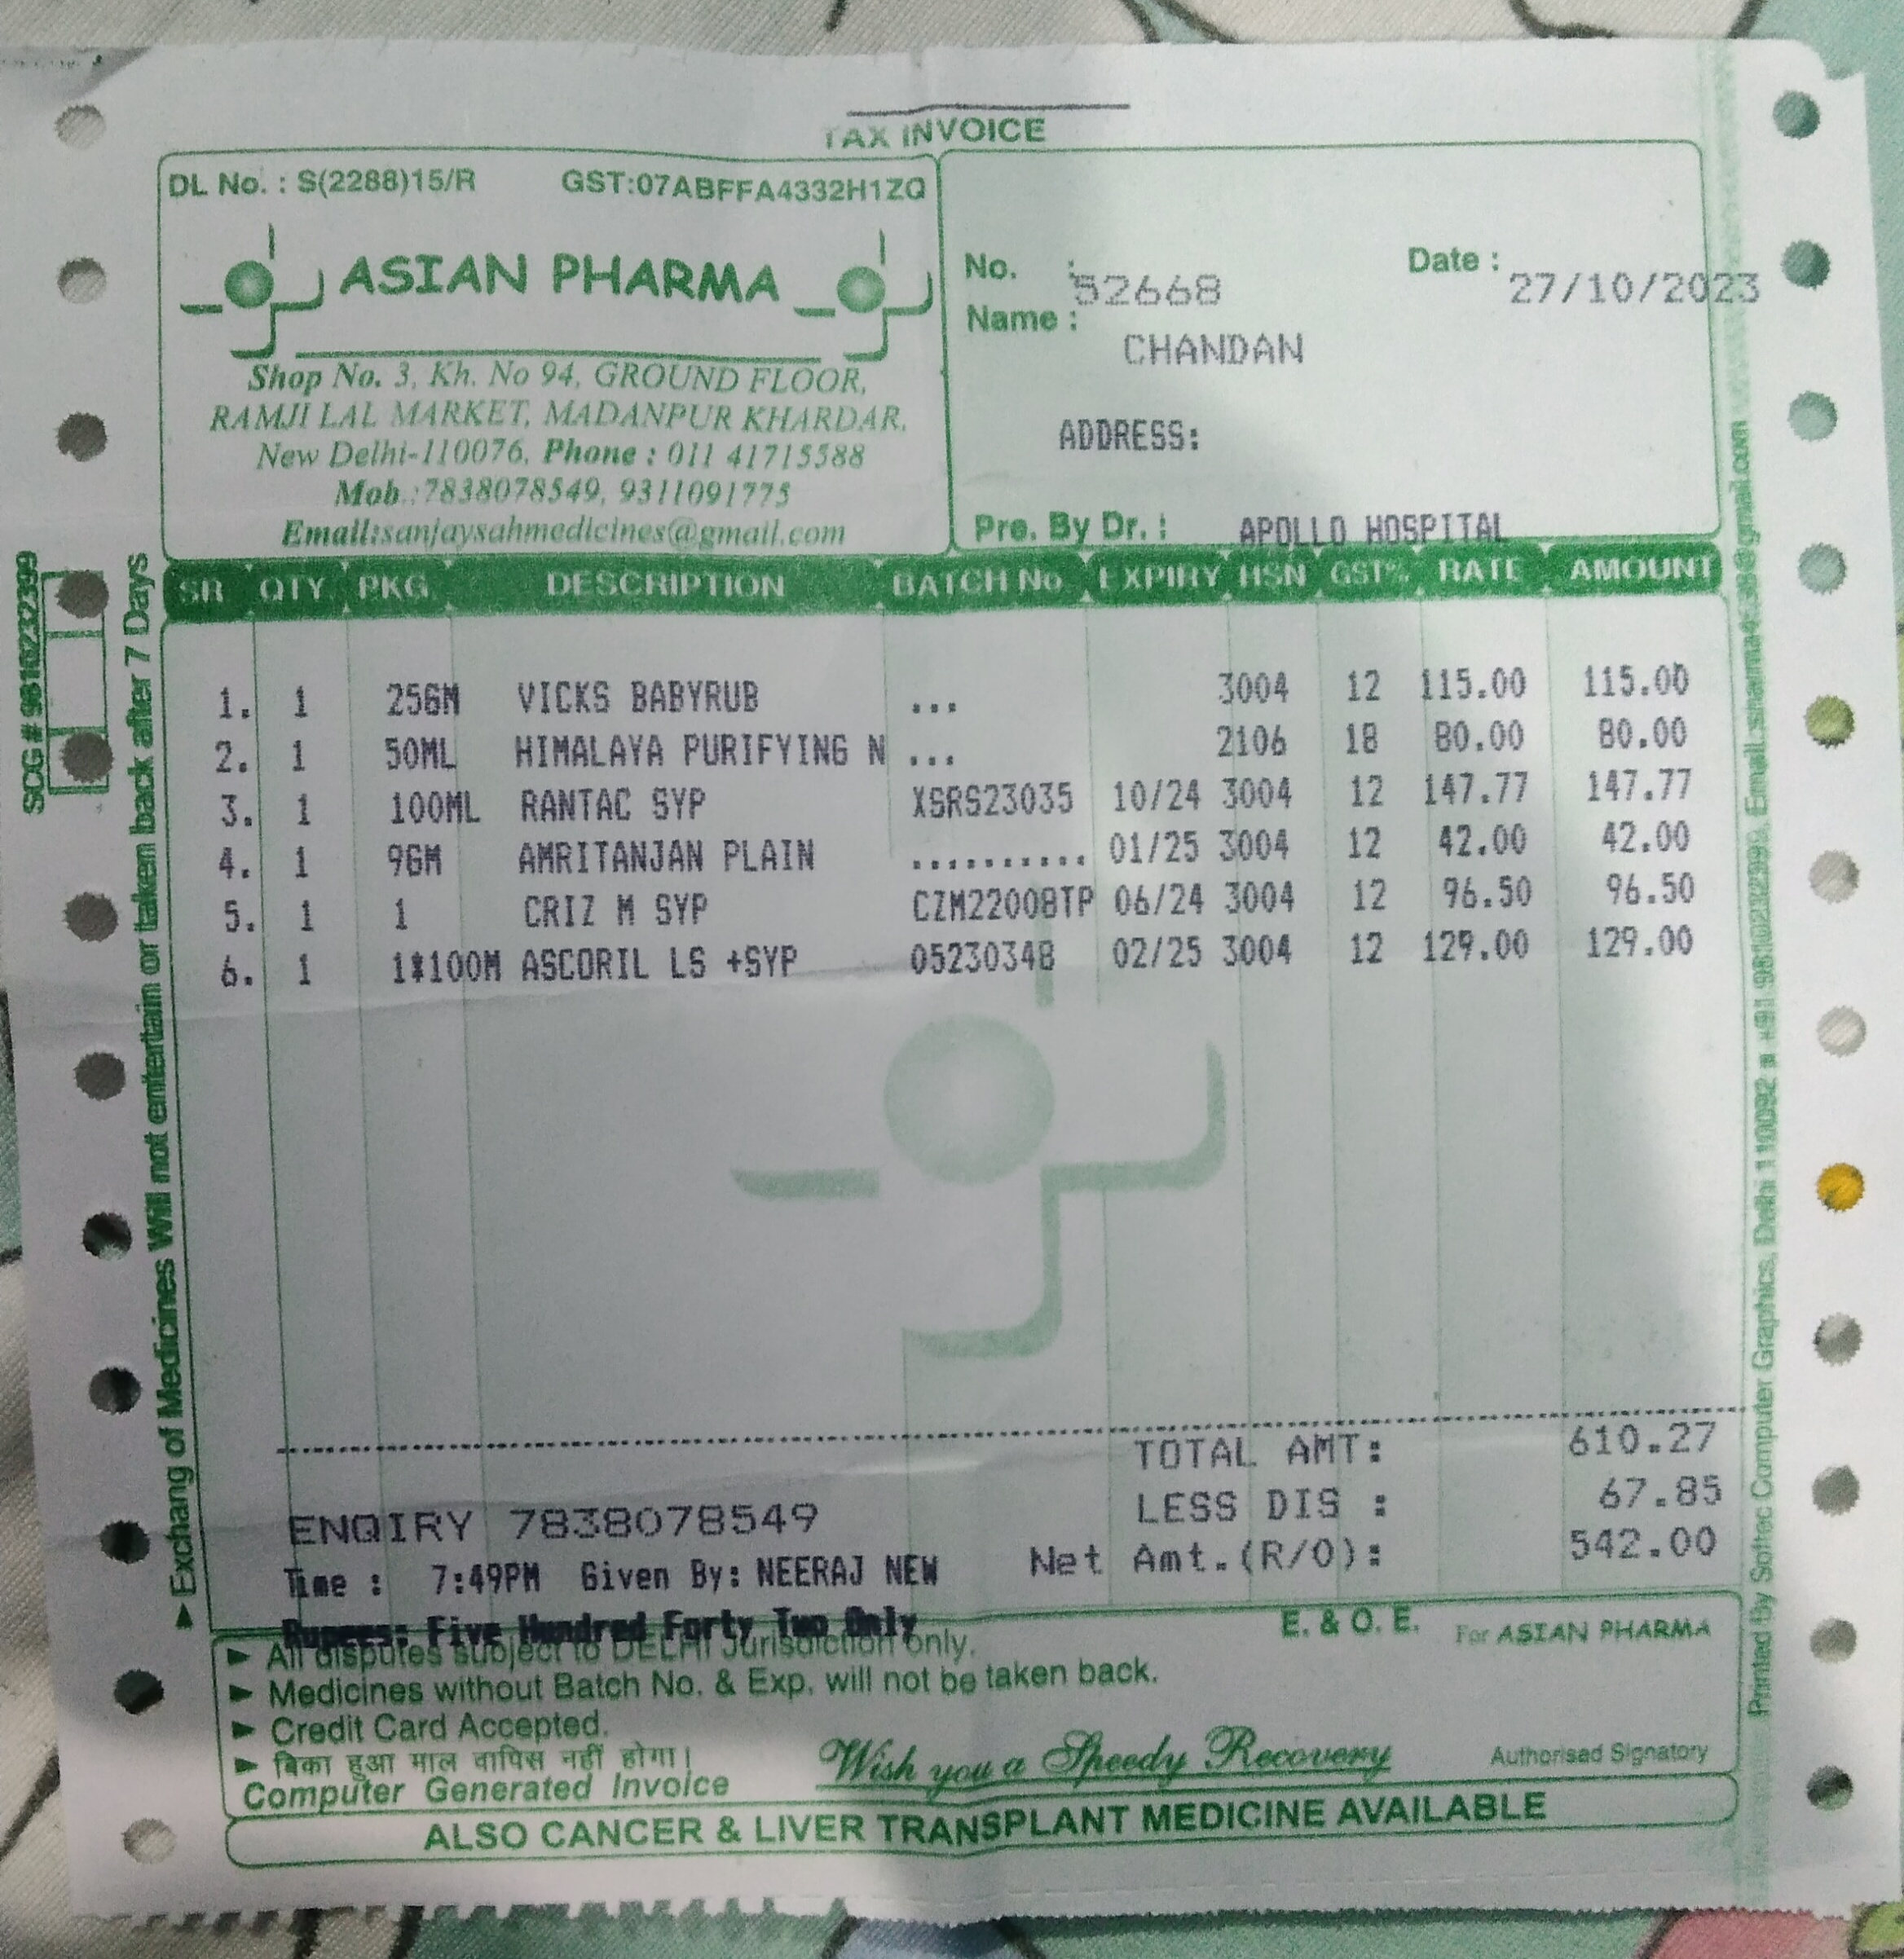 TAX INVOICE
DL No. : S(2288)15/R GST:07ABFFA4332H1ZQ
ASIAN PHARMA
Shop No. 3, Kh. No 94, GROUND FLOOR,
RAMJI LAL MARKET, MADANPUR KHARDAR,
New Delhi-110076, Phone : 011 41715588
Mob.:7838078549, 9311091775
Email:sanjaysahmedicines@gmail.com
No. : 52668 Date : 27/10/2023
Name : CHANDAN
ADDRESS:
Pre. By Dr. : APOLLO HOSPITAL
SR QTY. PKG. DESCRIPTION BATCH No. EXPIRY HSN GST% RATE AMOUNT
1. 1 25GM VICKS BABYRUB ... 3004 12 115.00 115.00
2. 1 50ML HIMALAYA PURIFYING N ... 2106 18 80.00 80.00
3. 1 100ML RANTAC SYP XSRS23035 10/24 3004 12 147.77 147.77
4. 1 9GM AMRITANJAN PLAIN .......... 01/25 3004 12 42.00 42.00
5. 1 1 CRIZ M SYP CZM22008TP 06/24 3004 12 96.50 96.50
6. 1 1*100M ASCORIL LS +SYP 05230348 02/25 3004 12 129.00 129.00
TOTAL AMT: 610.27
LESS DIS : 67.85
Net Amt.(R/O): 542.00
ENQIRY 7838078549
Time : 7:49PM Given By: NEERAJ NEW
Rupees: Five Hundred Forty Two Only
E. & O. E. For ASIAN PHARMA
► All disputes subject to DELHI Jurisdiction only.
► Medicines without Batch No. & Exp. will not be taken back.
► Credit Card Accepted.
► बिका हुआ माल वापिस नहीं होगा।
Computer Generated Invoice
Wish you a Speedy Recovery
Authorised Signatory
ALSO CANCER & LIVER TRANSPLANT MEDICINE AVAILABLE
SCG # 9810232399
► Exchang of Medicines Will not entertain or taken back after 7 Days
Printed by Softec Computer Graphics, Delhi 110092 +91 9810232399, Email: